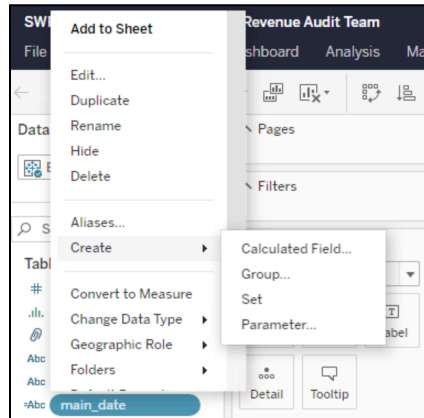 SWI
Revenue Audit Team
File
shboard Analysis Ma
Add to Sheet
Edit...
Duplicate
Rename
Hide
Delete
Aliases...
Create
Convert to Measure
Change Data Type
Geographic Role
Folders
Calculated Field...
Group...
Set
Parameter...
Data
Pages
Filters
S
Tabl
Abc
Abc
=Abc main_date
T
abel
Detail Tooltip